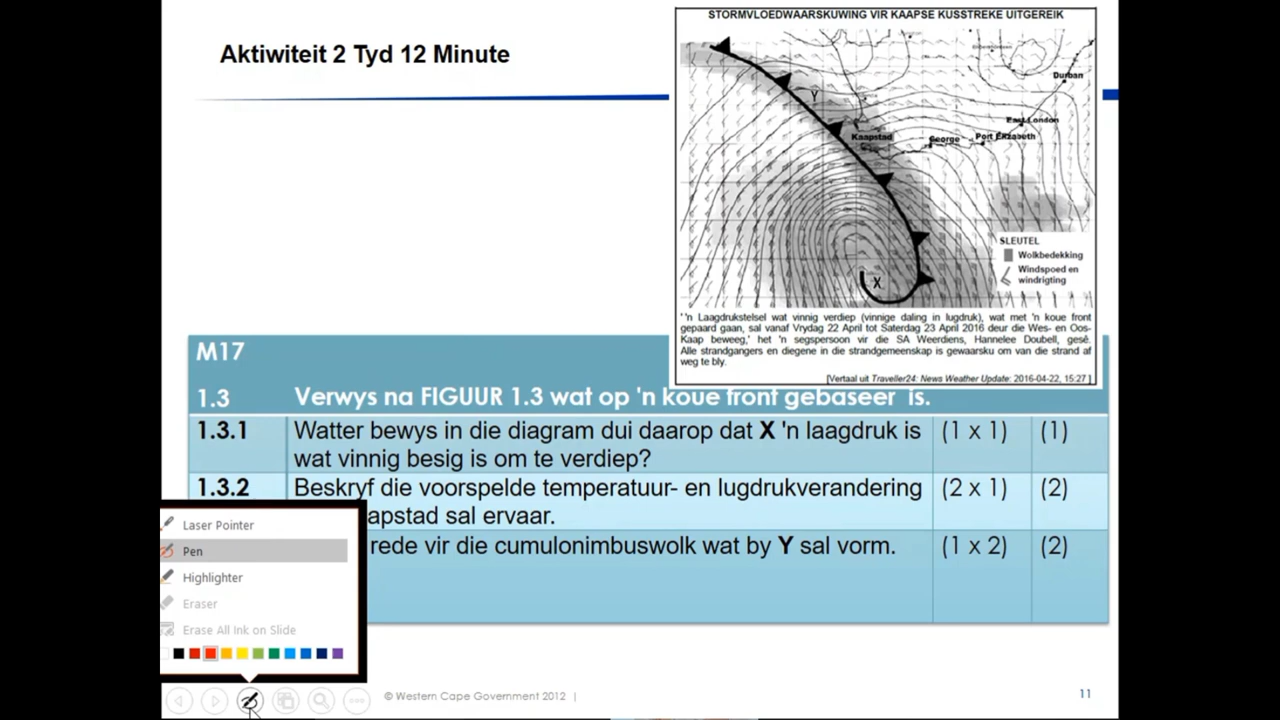 Aktiwiteit 2 Tyd 12 Minute
STORMVLOEDWAARSKUWING VIR KAAPSE KUSSTREKE UITGEREIK
Durban
Y
East London
Kaapstad
George
Port Elizabeth
SLEUTEL
Wolkbedekking
Windspoed en
windrigting
X
''n Laagdrukstelsel wat vinnig verdiep (vinnige daling in lugdruk), wat met 'n koue front
gepaard gaan, sal vanaf Vrydag 22 April tot Saterdag 23 April 2016 deur die Wes- en Oos-
Kaap beweeg,' het 'n segspersoon vir die SA Weerdiens, Hannelee Doubell, gesê.
Alle strandgangers en diegene in die strandgemeenskap is gewaarsku om van die strand af
weg te bly.
[Vertaal uit Traveller24: News Weather Update: 2016-04-22, 15:27]
M17
1.3 Verwys na FIGUUR 1.3 wat op 'n koue front gebaseer is.
1.3.1 Watter bewys in die diagram dui daarop dat X 'n laagdruk is (1 x 1) (1)
wat vinnig besig is om te verdiep?
1.3.2 Beskryf die voorspelde temperatuur- en lugdrukverandering (2 x 1) (2)
apstad sal ervaar.
rede vir die cumulonimbuswolk wat by Y sal vorm. (1 x 2) (2)
Laser Pointer
Pen
Highlighter
Eraser
Erase All Ink on Slide
© Western Cape Government 2012 |
11